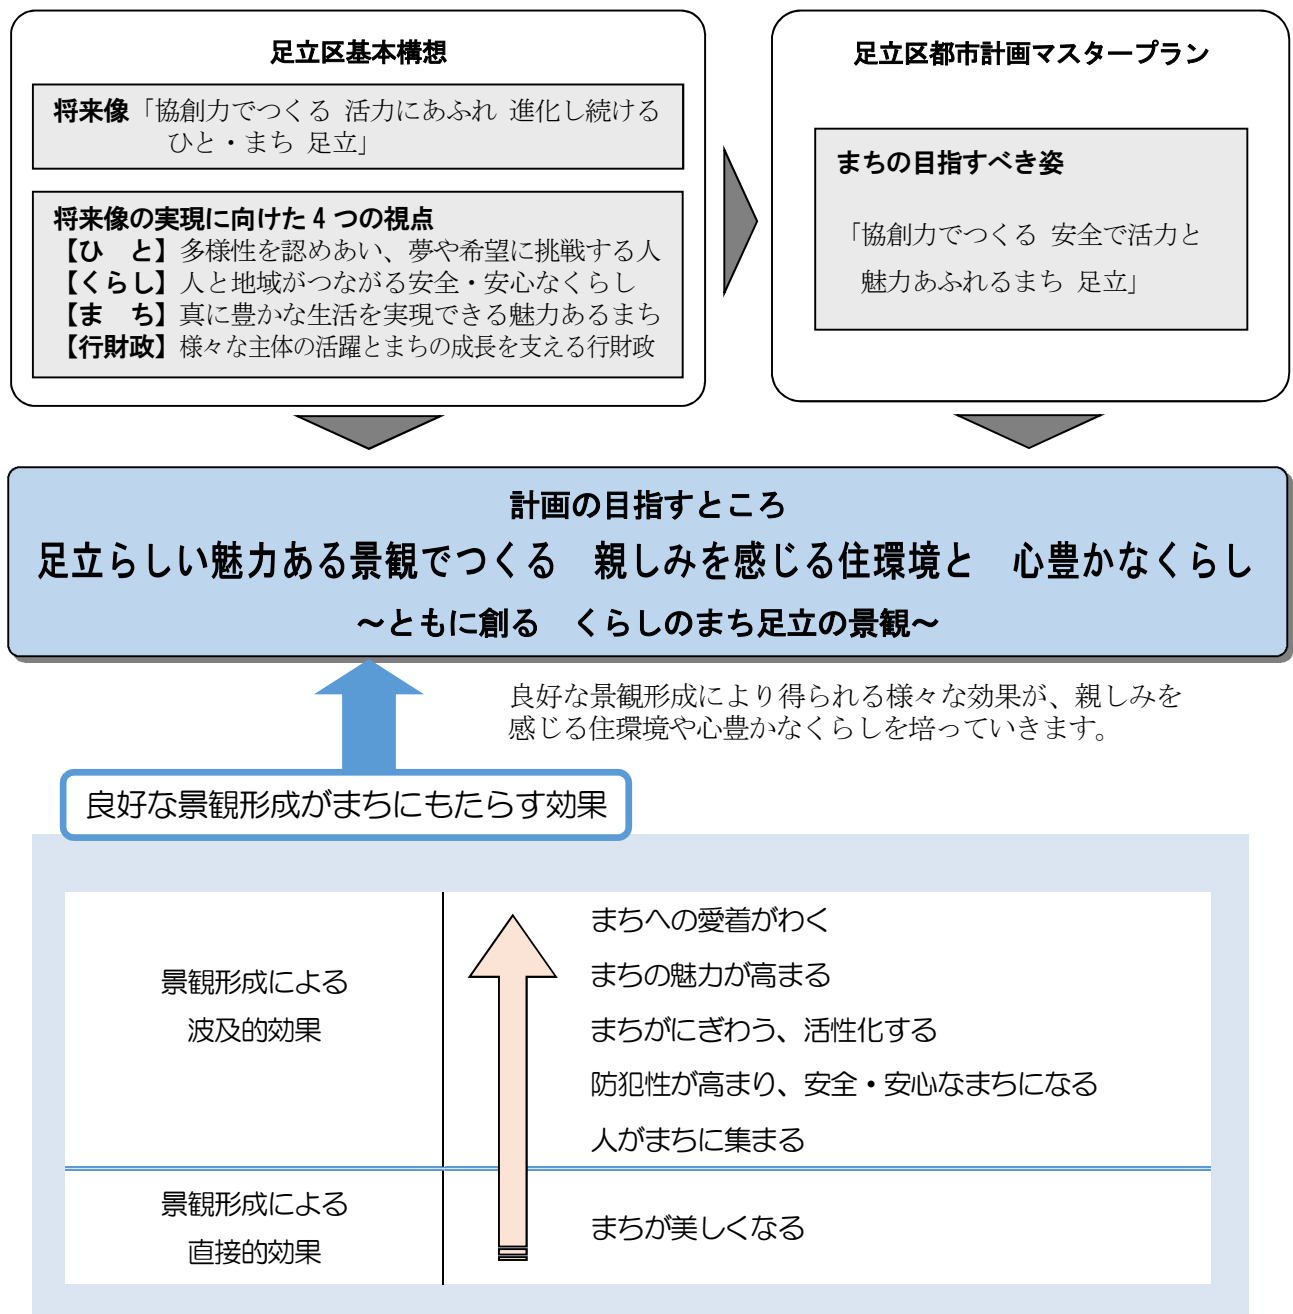 足立区基本構想
将来像「協創力でつくる 活力にあふれ 進化し続ける
ひと・まち 足立」
将来像の実現に向けた4つの視点
【ひ　と】多様性を認めあい、夢や希望に挑戦する人
【くらし】人と地域がつながる安全・安心なくらし
【ま　ち】真に豊かな生活を実現できる魅力あるまち
【行財政】様々な主体の活躍とまちの成長を支える行財政
足立区都市計画マスタープラン
まちの目指すべき姿
「協創力でつくる 安全で活力と
魅力あふれるまち 足立」
計画の目指すところ
足立らしい魅力ある景観でつくる　親しみを感じる住環境と　心豊かなくらし
～ともに創る　くらしのまち足立の景観～
良好な景観形成により得られる様々な効果が、親しみを
感じる住環境や心豊かなくらしを培っていきます。
良好な景観形成がまちにもたらす効果
景観形成による
波及的効果
まちへの愛着がわく
まちの魅力が高まる
まちがにぎわう、活性化する
防犯性が高まり、安全・安心なまちになる
人がまちに集まる
景観形成による
直接的効果
まちが美しくなる